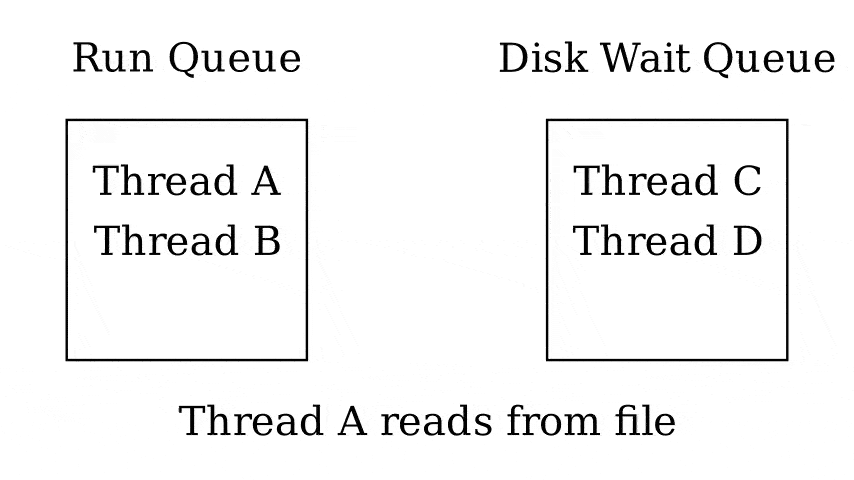 Run Queue
Disk Wait Queue
Thread A
Thread B
Thread C
Thread D
Thread A reads from file